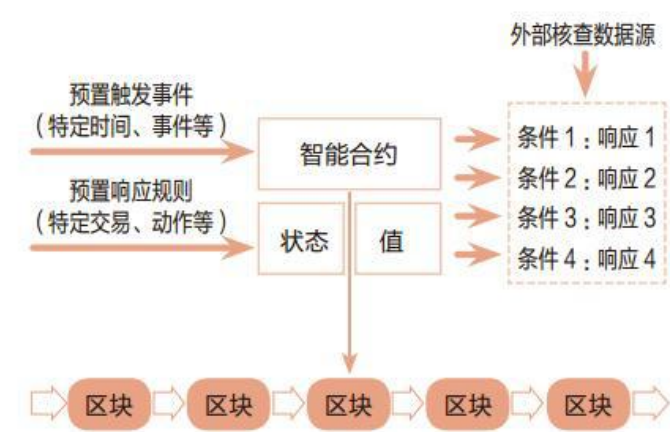 外部核查数据源
预置触发事件
(特定时间、事件等)
智能合约
条件1:响应1
条件2:响应2
条件3:响应3
条件4:响应4
预置响应规则
(特定交易、动作等)
状态
值
区块
区块
区块
区块
区块